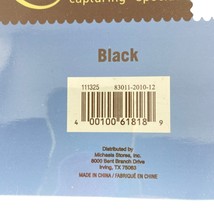 capturing
Black
111325 83011-2010-12
4 00100 61818 9
Distributed by
Michaels Stores, Inc.
8000 Bent Branch Drive
Irving, TX 75063
MADE IN CHINA / FABRIQUÉ EN CHINE